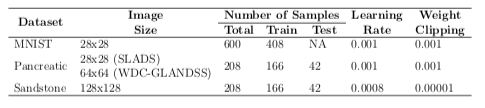 Dataset Image Size Number of Samples Learning Rate Weight Clipping
Total Train Test
MNIST 28x28 600 408 NA 0.001 0.001
Pancreatic 28x28 (SLADS) 208 166 42 0.001 0.001
64x64 (WDC-GLANDSS)
Sandstone 128x128 208 166 42 0.0008 0.00001